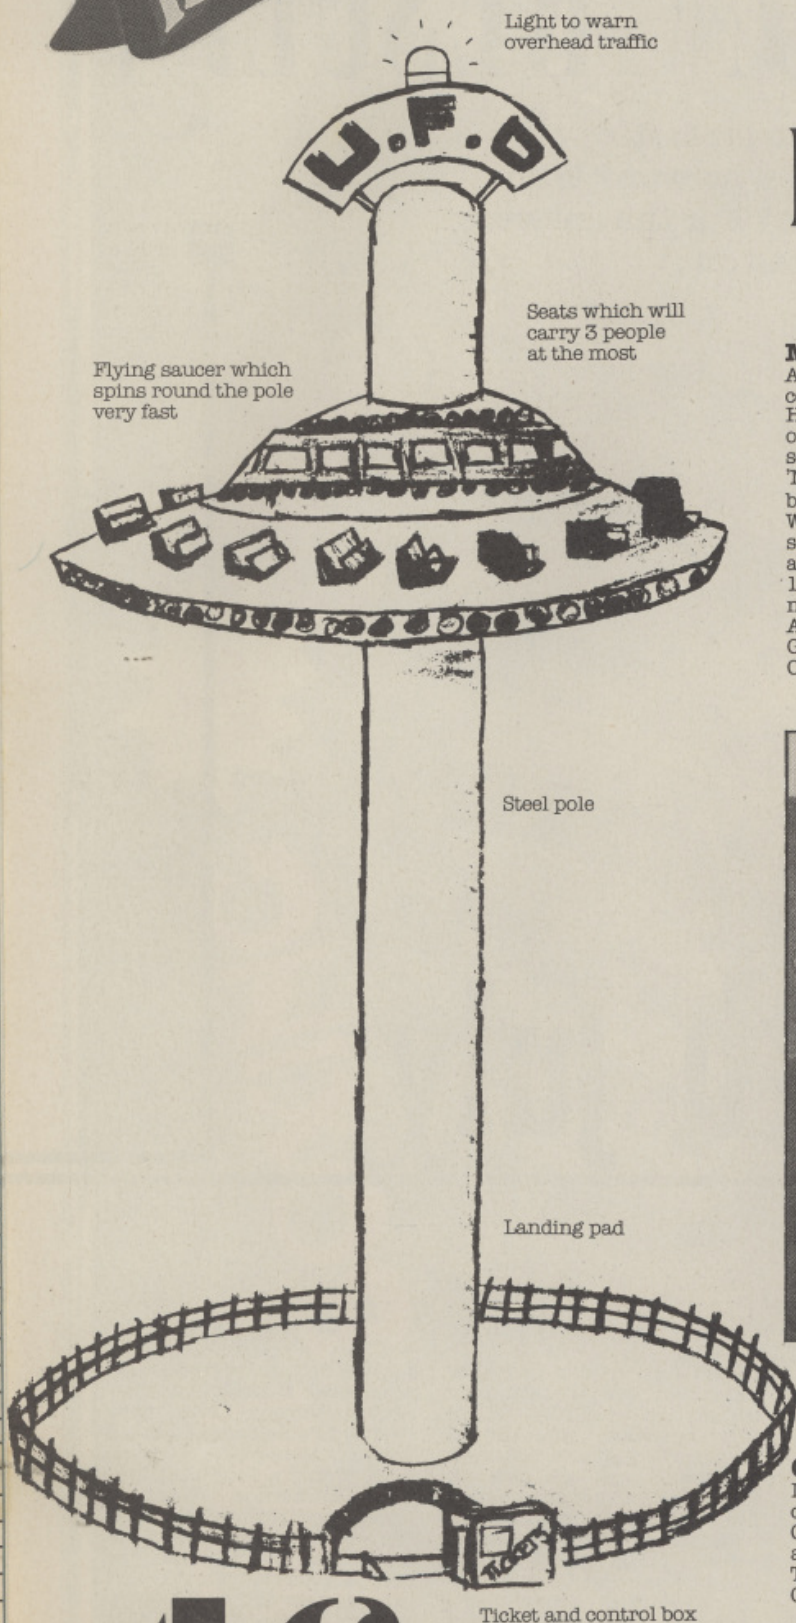 Light to warn
overhead traffic
U.F.O
Seats which will
carry 3 people
at the most
Flying saucer which
spins round the pole
very fast
Steel pole
Landing pad
TICKETS
Ticket and control box